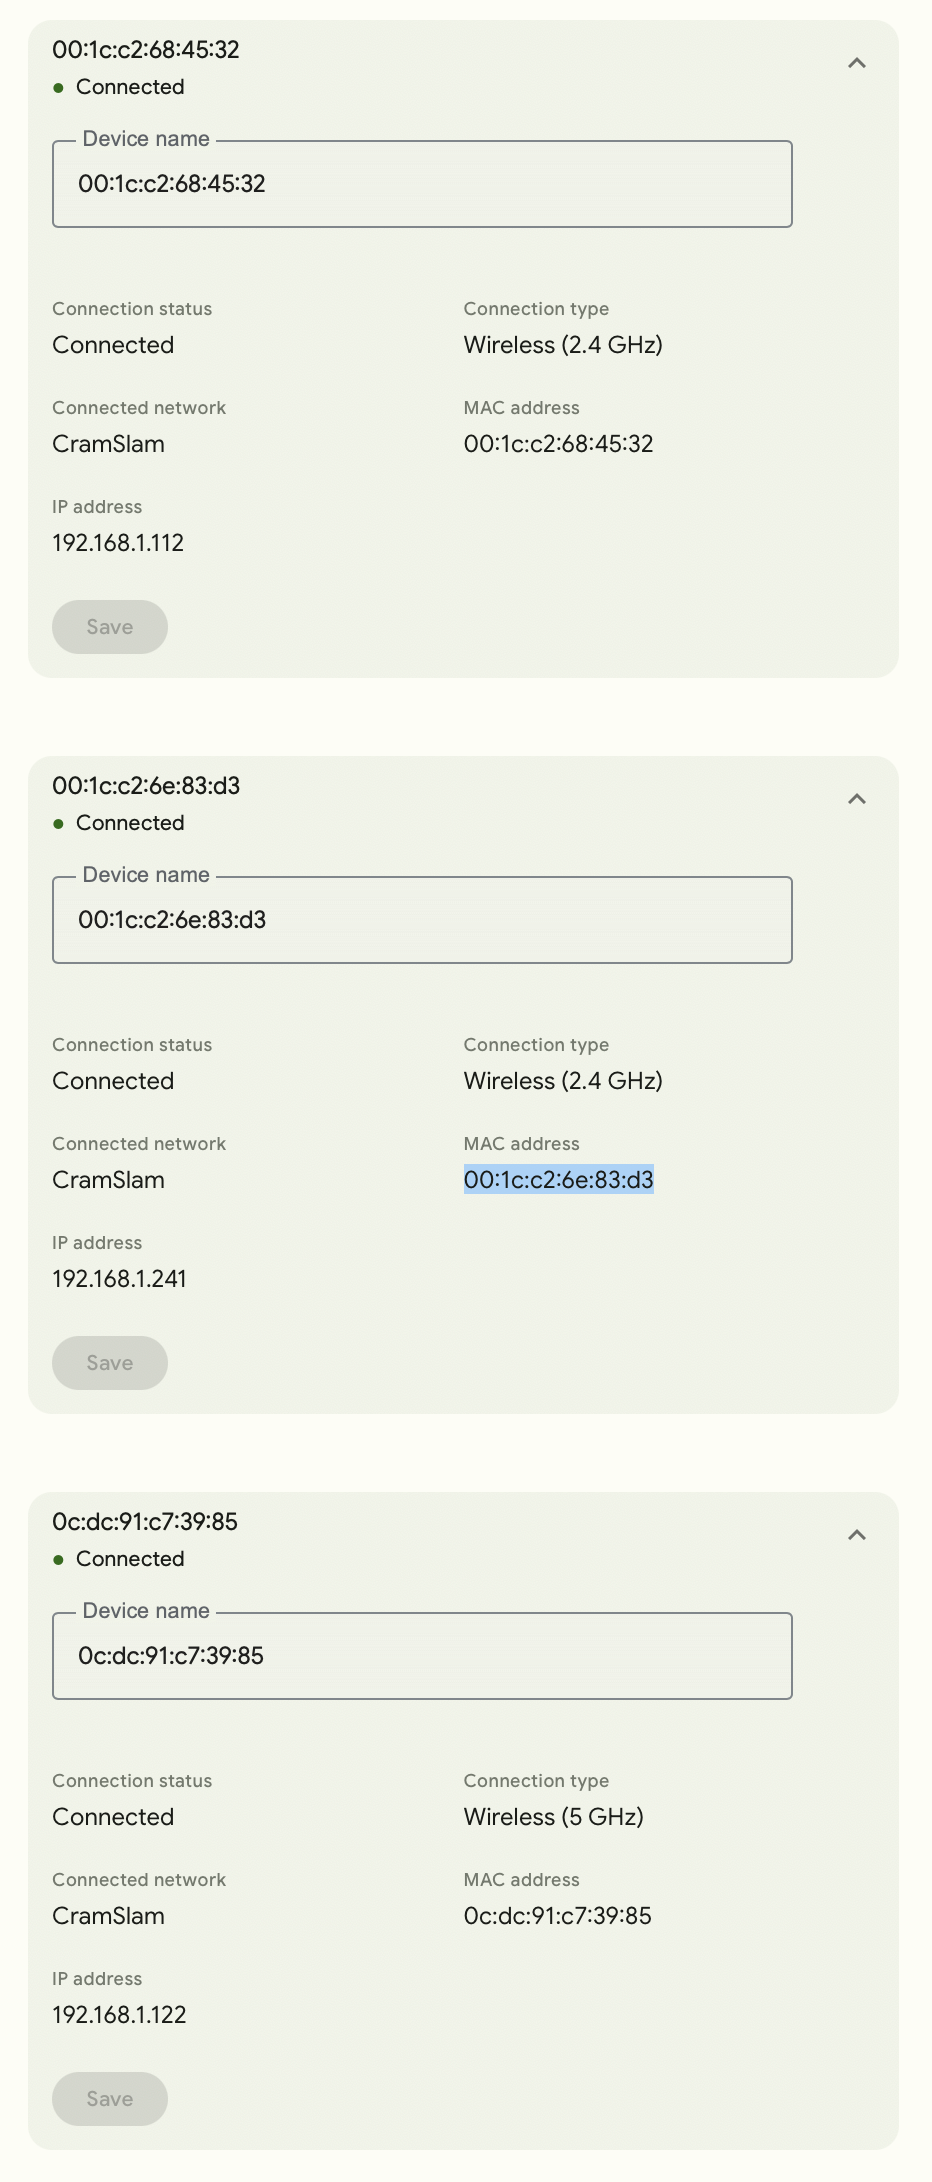 00:1c:c2:68:45:32
Connected
Device name
00:1c:c2:68:45:32
Connection status
Connection type
Connected
Wireless (2.4 GHz)
Connected network
MAC address
CramSlam
00:1c:c2:68:45:32
IP address
192.168.1.112
Save
00:1c:c2:6e:83:d3
Connected
Device name
00:1c:c2:6e:83:d3
Connection status
Connection type
Connected
Wireless (2.4 GHz)
Connected network
MAC address
CramSlam
00:1c:c2:6e:83:d3
IP address
192.168.1.241
Save
0c:dc:91:c7:39:85
Connected
Device name
0c:dc:91:c7:39:85
Connection status
Connection type
Connected
Wireless (5 GHz)
Connected network
MAC address
CramSlam
0c:dc:91:c7:39:85
IP address
192.168.1.122
Save